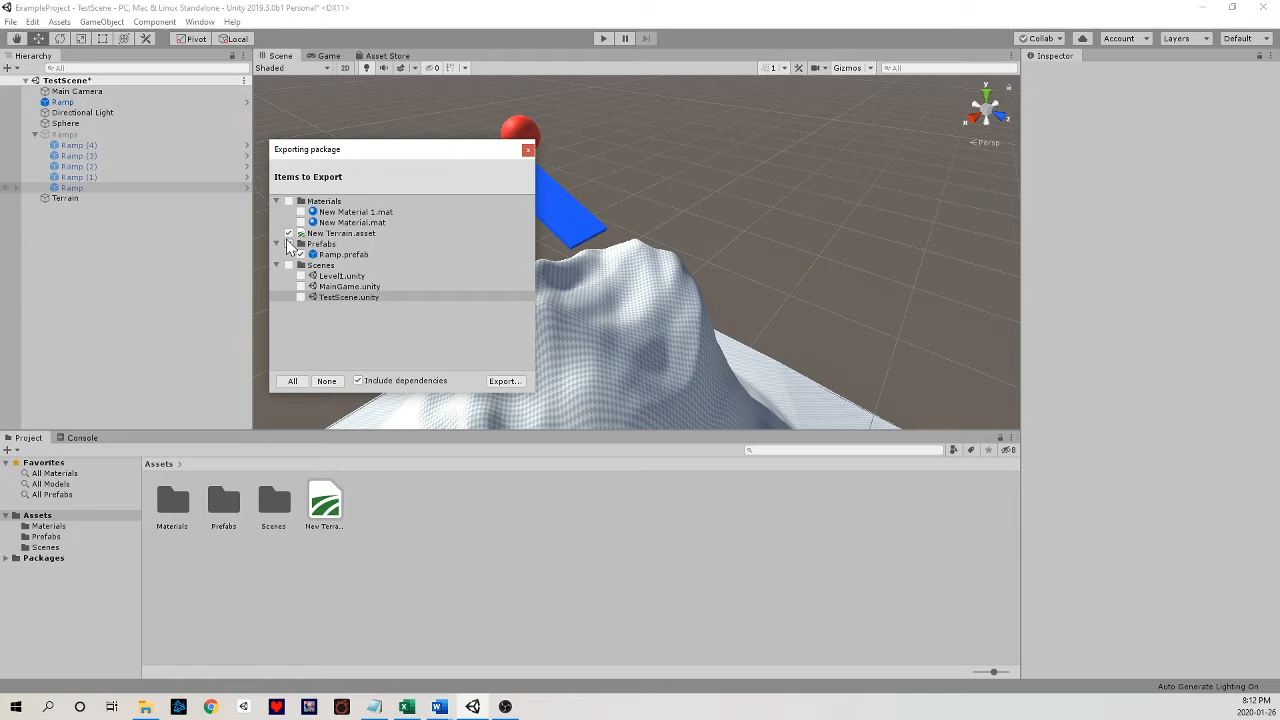 ExampleProject - TestScene - PC, Mac & Linux Standalone - Unity 2019.3.0b1 Personal* <DX11>
File Edit Assets GameObject Component Window Help
Pivot Local Collab Account Layers Default
Hierarchy Scene Game Asset Store Inspector
All Shaded 2D 0 1 Gizmos All
TestScene*
Main Camera
Ramp
Directional Light
Sphere
Ramps
Ramp (4)
Ramp (3)
Ramp (2)
Ramp (1)
Ramp
Terrain
y
x
z
Persp
Exporting package
Items to Export
Materials
New Material 1.mat
New Material.mat
New Terrain.asset
Prefabs
Ramp.prefab
Scenes
Level1.unity
MainGame.unity
TestScene.unity
All None Include dependencies Export...
Project Console
8
Favorites
All Materials
All Models
All Prefabs
Assets
Materials
Prefabs
Scenes
Packages
Assets
Materials Prefabs Scenes New Terra...
Auto Generate Lighting On
8:12 PM
2020-01-26